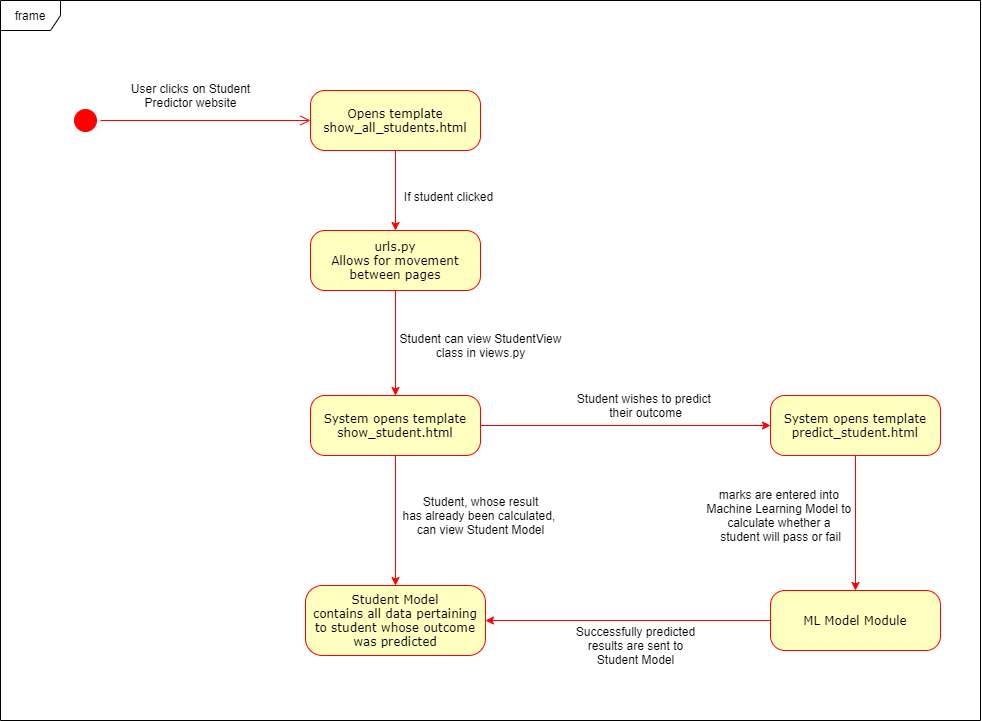 frame
User clicks on Student
Predictor website
Opens template
show_all_students.html
If student clicked
urls.py
Allows for movement
between pages
Student can view StudentView
class in views.py
System opens template
show_student.html
Student wishes to predict
their outcome
System opens template
predict_student.html
Student, whose result
has already been calculated,
can view Student Model
marks are entered into
Machine Learning Model to
calculate whether a
student will pass or fail
Student Model
contains all data pertaining
to student whose outcome
was predicted
Successfully predicted
results are sent to
Student Model
ML Model Module